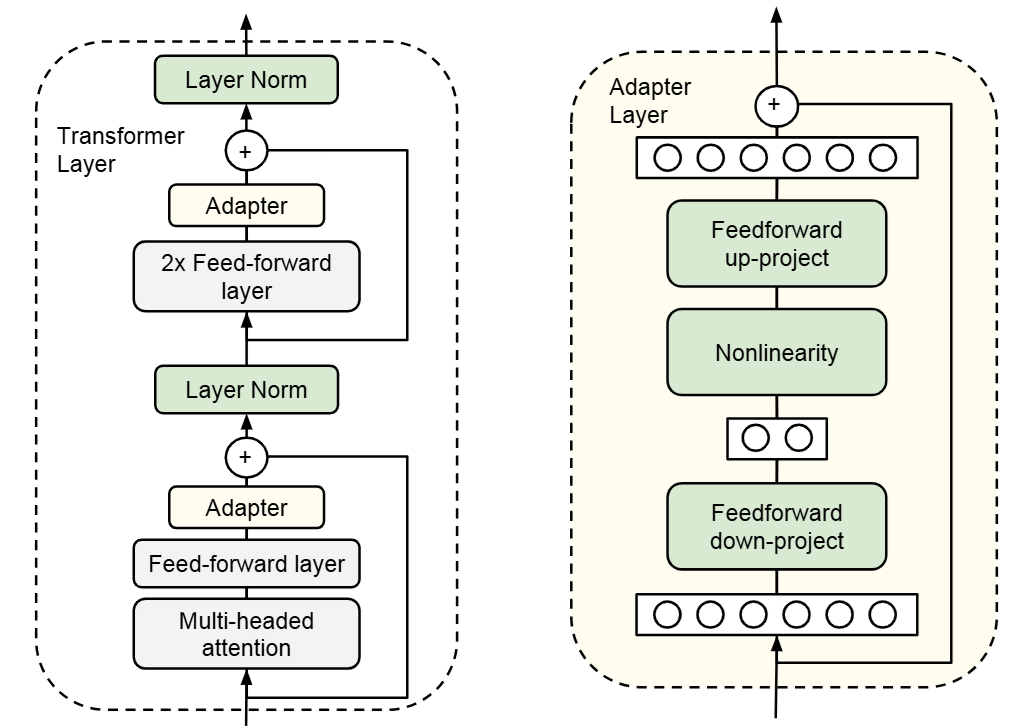 Layer Norm
Transformer
Layer
+
Adapter
2x Feed-forward
layer
Layer Norm
+
Adapter
Feed-forward layer
Multi-headed
attention
Adapter
Layer
+
Feedforward
up-project
Nonlinearity
Feedforward
down-project